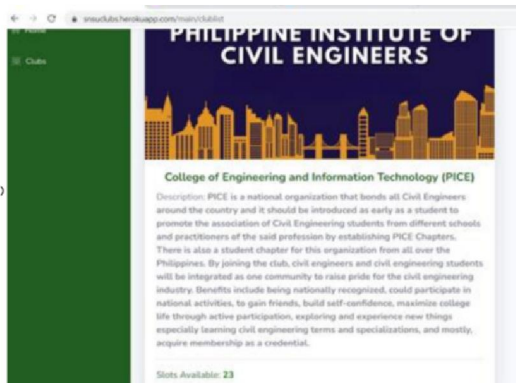 snsuclubs.herokuapp.com/main/clublist
Home
Clubs
PHILIPPINE INSTITUTE OF
CIVIL ENGINEERS
College of Engineering and Information Technology (PICE)
Description: PICE is a national organization that bonds all Civil Engineers
around the country and it should be introduced as early as a student to
promote the association of Civil Engineering students from different schools
and practitioners of the said profession by establishing PICE Chapters.
There is also a student chapter for this organization from all over the
Philippines. By joining the club, civil engineers and civil engineering students
will be integrated as one community to raise pride for the civil engineering
industry. Benefits include being nationally recognized, could participate in
national activities, to gain friends, build self-confidence, maximize college
life through active participation, exploring and experience new things
especially learning civil engineering terms and specializations, and mostly,
acquire membership as a credential.
Slots Available: 23